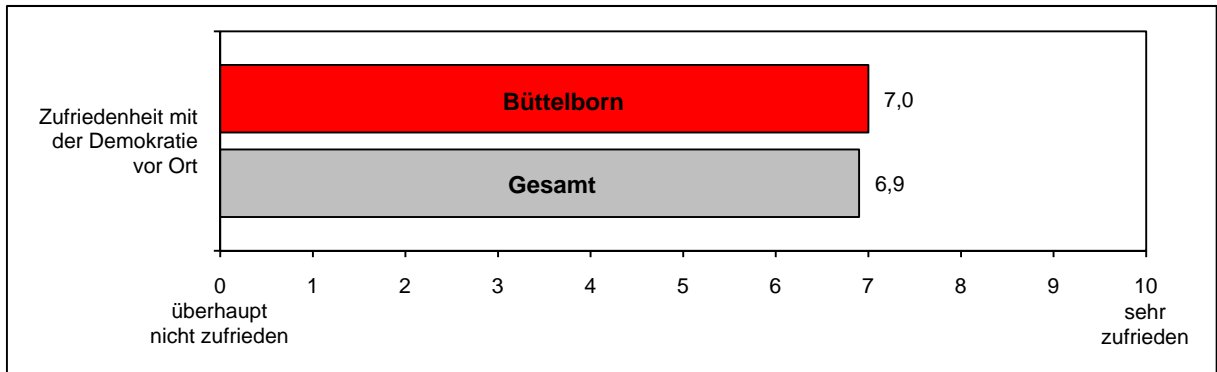 Zufriedenheit mit
der Demokratie
vor Ort
Büttelborn
7,0
Gesamt
6,9
0 1 2 3 4 5 6 7 8 9 10
überhaupt
nicht zufrieden
sehr
zufrieden